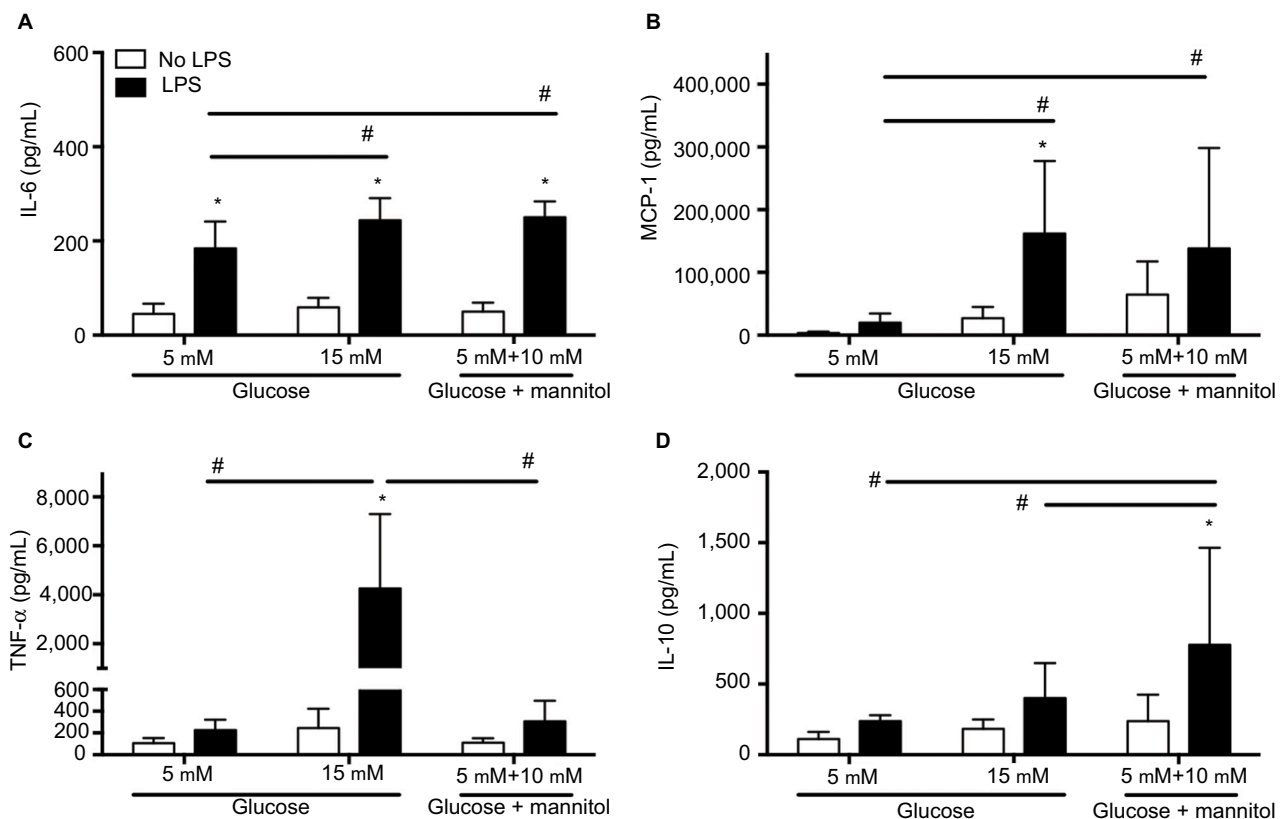 A
IL-6 (pg/mL)
600
400
200
0
No LPS
LPS
#
#
*
*
*
5 mM
15 mM
5 mM+10 mM
Glucose
Glucose + mannitol
B
MCP-1 (pg/mL)
400,000
300,000
200,000
100,000
0
#
#
*
5 mM
15 mM
5 mM+10 mM
Glucose
Glucose + mannitol
C
TNF-α (pg/mL)
8,000
6,000
4,000
2,000
600
400
200
0
#
#
*
5 mM
15 mM
5 mM+10 mM
Glucose
Glucose + mannitol
D
IL-10 (pg/mL)
2,000
1,500
1,000
500
0
#
#
*
5 mM
15 mM
5 mM+10 mM
Glucose
Glucose + mannitol